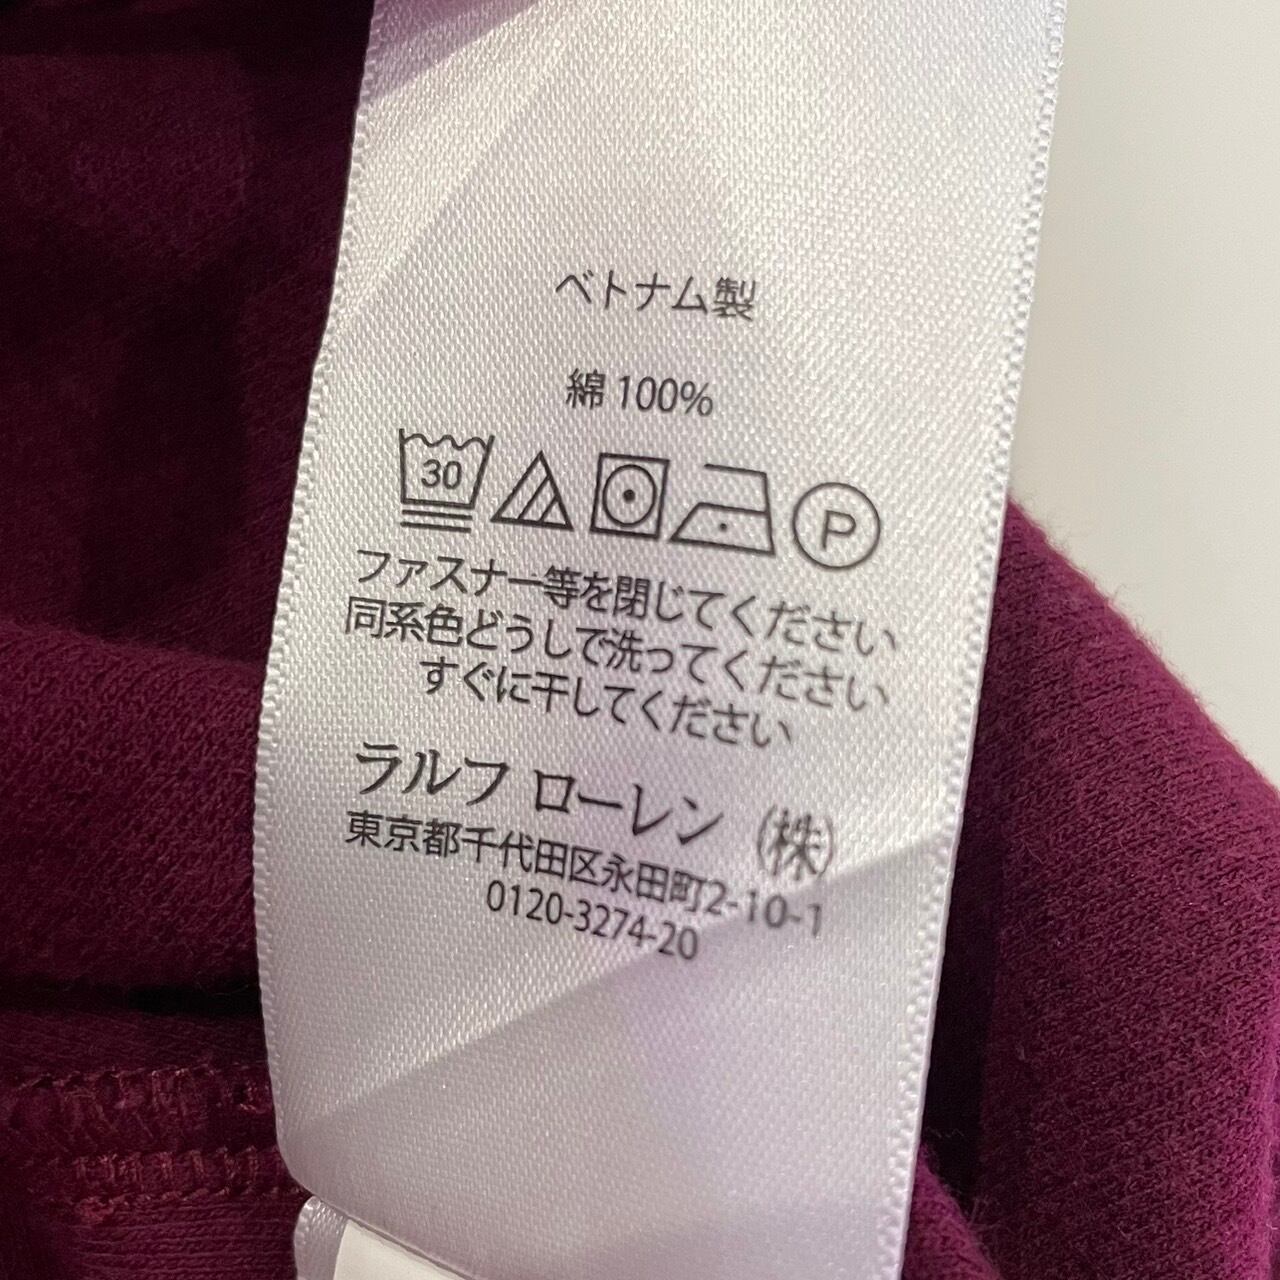 ベトナム製
綿 100%
30
P
ファスナー等を閉じてください
同系色どうしで洗ってください
すぐに干してください
ラルフ ローレン (株)
東京都千代田区永田町2-10-1
0120-3274-20